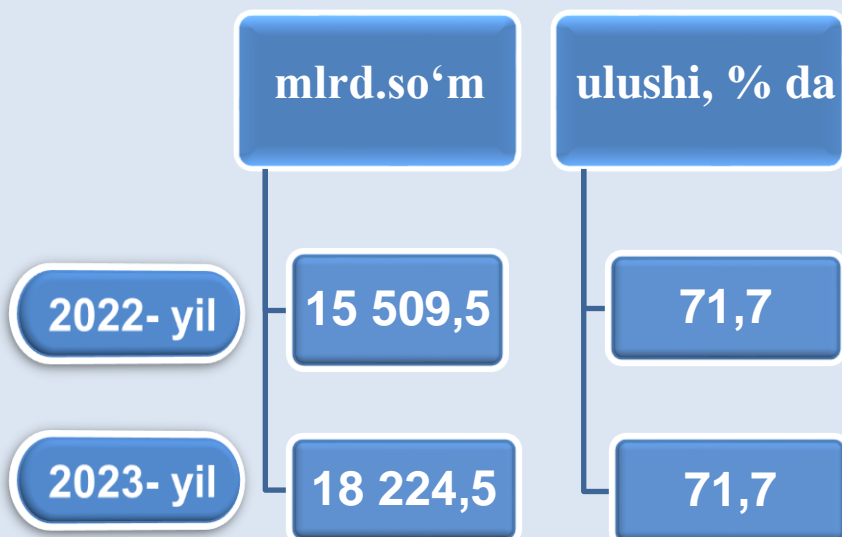 mlrd.so‘m
ulushi, % da
2022- yil
15 509,5
71,7
2023- yil
18 224,5
71,7